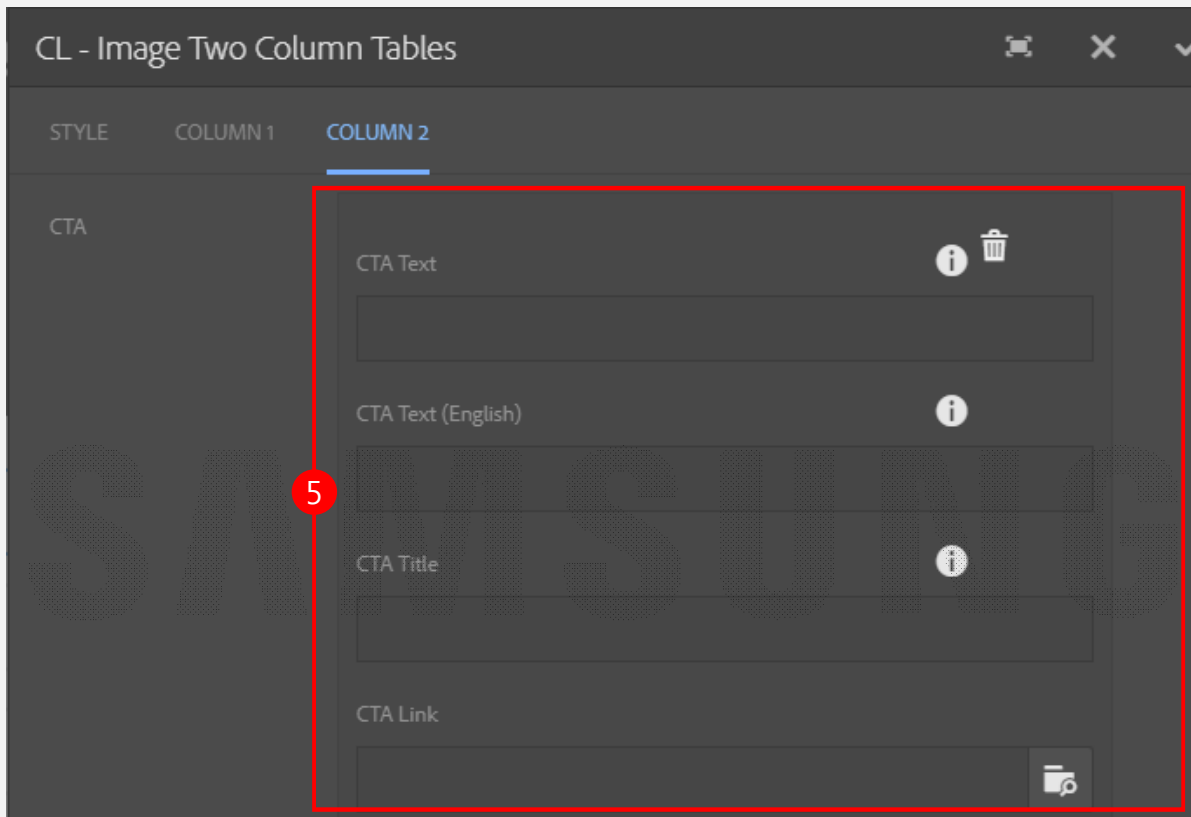 CL - Image Two Column Tables
STYLE COLUMN 1 COLUMN 2
CTA
CTA Text
CTA Text (English)
SAMSUNG
5
CTA Title
CTA Link